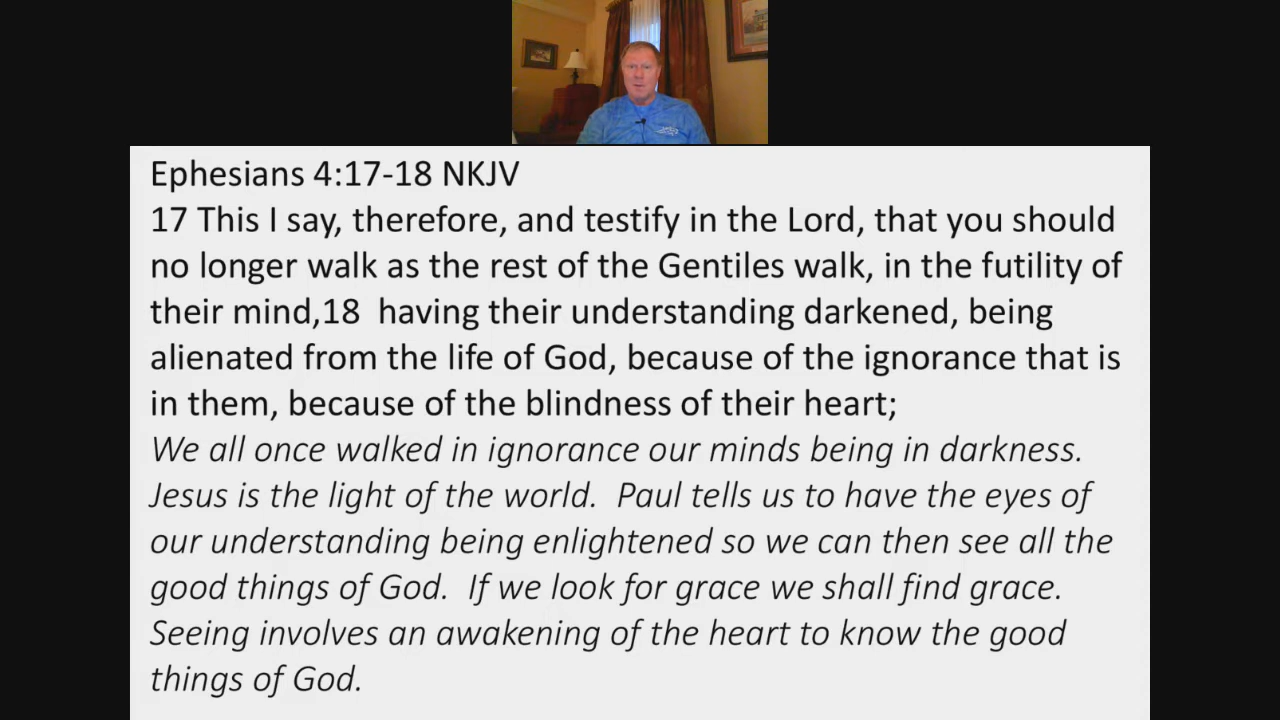 Ephesians 4:17-18 NKJV
17 This I say, therefore, and testify in the Lord, that you should
no longer walk as the rest of the Gentiles walk, in the futility of
their mind,18  having their understanding darkened, being
alienated from the life of God, because of the ignorance that is
in them, because of the blindness of their heart;
We all once walked in ignorance our minds being in darkness.
Jesus is the light of the world.  Paul tells us to have the eyes of
our understanding being enlightened so we can then see all the
good things of God.  If we look for grace we shall find grace.
Seeing involves an awakening of the heart to know the good
things of God.